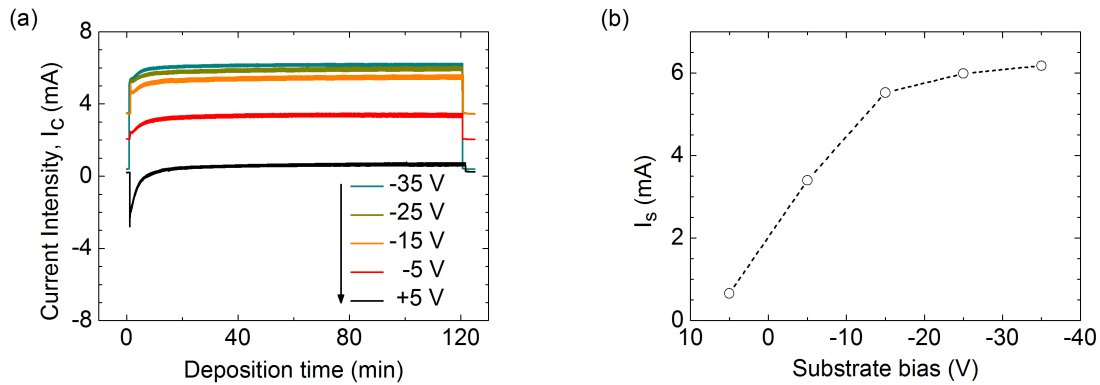 (a)
8
4
0
-4
-8
Current Intensity, I_C (mA)
-35 V
-25 V
-15 V
-5 V
+5 V
0 40 80 120
Deposition time (min)
(b)
6
4
2
0
I_s (mA)
10 0 -10 -20 -30 -40
Substrate bias (V)